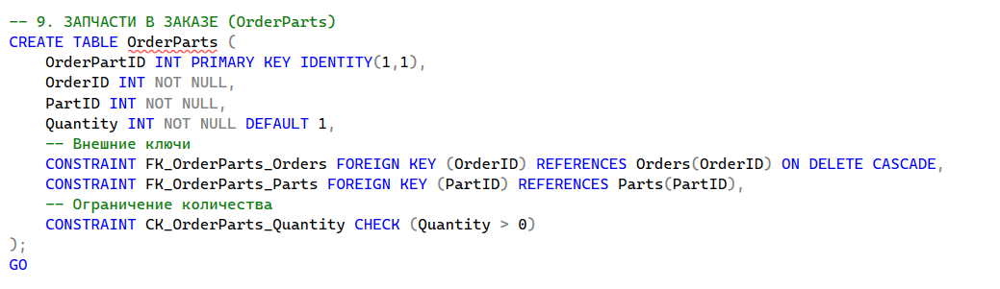 -- 9. ЗАПЧАСТИ В ЗАКАЗЕ (OrderParts)
CREATE TABLE OrderParts (
    OrderPartID INT PRIMARY KEY IDENTITY(1,1),
    OrderID INT NOT NULL,
    PartID INT NOT NULL,
    Quantity INT NOT NULL DEFAULT 1,
    -- Внешние ключи
    CONSTRAINT FK_OrderParts_Orders FOREIGN KEY (OrderID) REFERENCES Orders(OrderID) ON DELETE CASCADE,
    CONSTRAINT FK_OrderParts_Parts FOREIGN KEY (PartID) REFERENCES Parts(PartID),
    -- Ограничение количества
    CONSTRAINT CK_OrderParts_Quantity CHECK (Quantity > 0)
);
GO